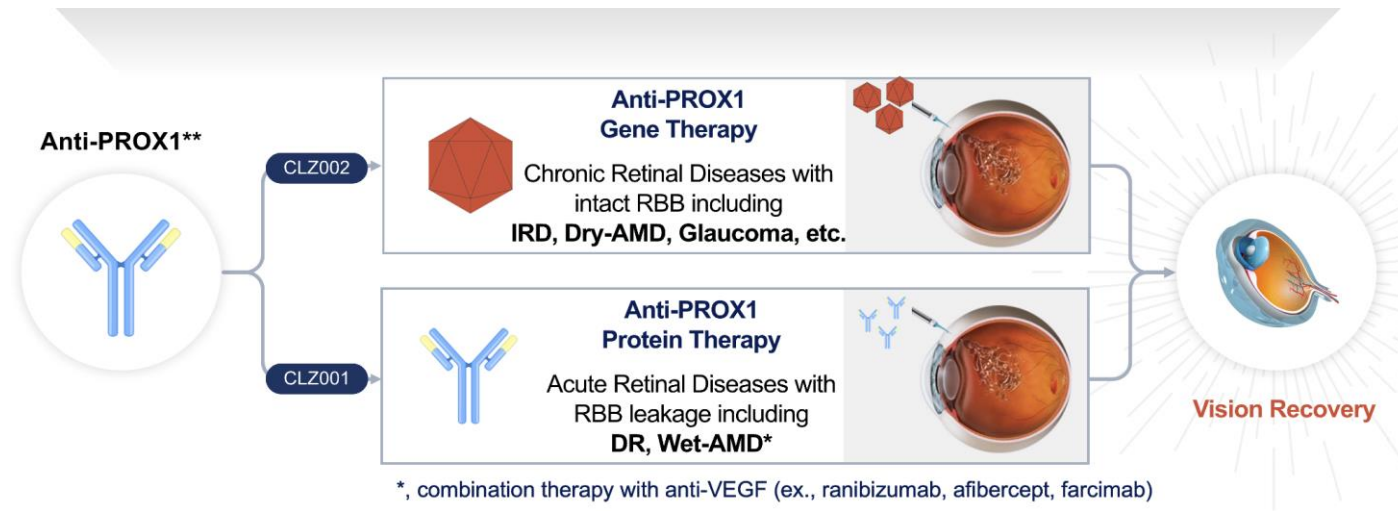 Anti-PROX1**
CLZ002
Anti-PROX1
Gene Therapy
Chronic Retinal Diseases with
intact RBB including
IRD, Dry-AMD, Glaucoma, etc.
CLZ001
Anti-PROX1
Protein Therapy
Acute Retinal Diseases with
RBB leakage including
DR, Wet-AMD*
Vision Recovery
*, combination therapy with anti-VEGF (ex., ranibizumab, afibercept, farcimab)